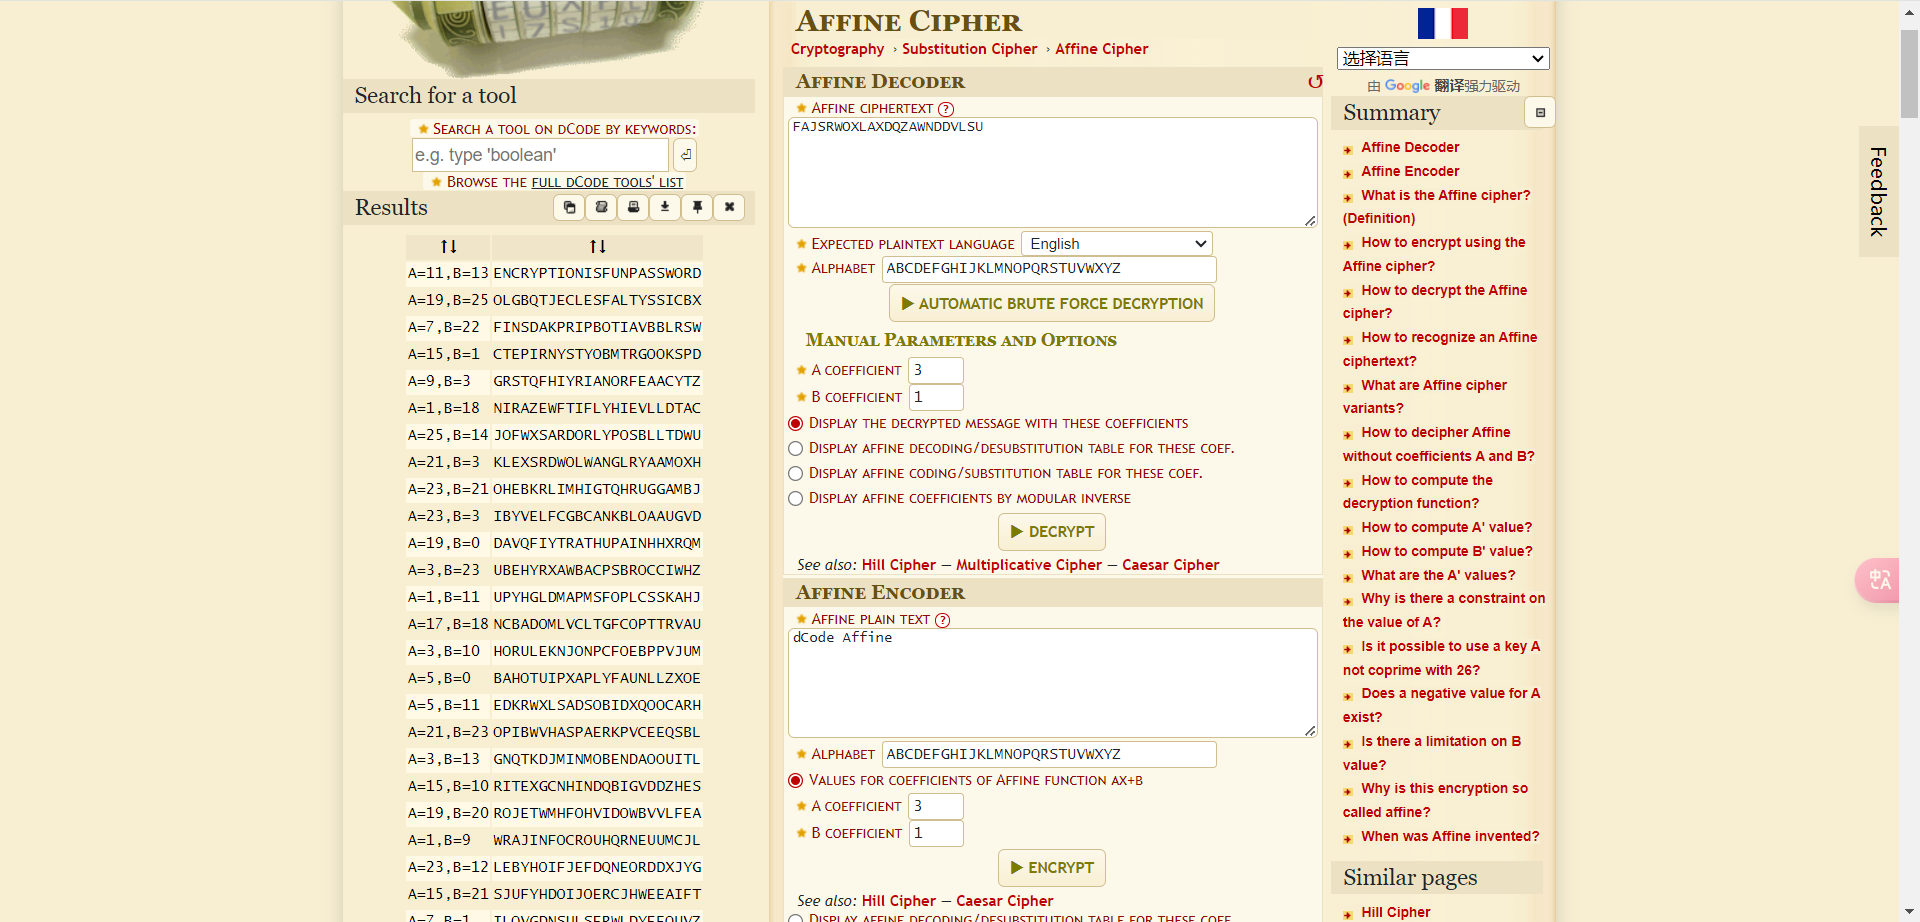 Search for a tool
Search a tool on dCode by keywords:
e.g. type 'boolean'
Browse the full dCode tools' list
Results
A=11,B=13 ENCRYPTIONISFUNPASSWORD
A=19,B=25 OLGBQTJECLESFALTYSSICBX
A=7,B=22 FINSDAKPRIPBOTIAVBBLRSW
A=15,B=1 CTEPIRNYSTYOBMTRGOOKSPD
A=9,B=3 GRSTQFHIYRIANORFEAACYTZ
A=1,B=18 NIRAZEWFTIFLYHIEVLLDTAC
A=25,B=14 JOFWXSARDORLYPOSBLLTDWU
A=21,B=3 KLEXSRDWOLWANGLRYAAMOXH
A=23,B=21 OHEBKRLIMHIGTQHRUGGAMBJ
A=23,B=3 IBYVELFCGBCANKBLOAAUGVD
A=19,B=0 DAVQFIYTRATHUPAINHHXRQM
A=3,B=23 UBEHYRXAWBACPSBROCCIWHZ
A=1,B=11 UPYHGLDMAPMSFOPLCSSKAHJ
A=17,B=18 NCBADOMLVCLTGFCOPTTRVAU
A=3,B=10 HORULEKNJONPCFOEBPPVJUM
A=5,B=0 BAHOTUIPXAPLYFAUNLLZXOE
A=5,B=11 EDKRWXLSADSOBIDXQOOCARH
A=21,B=23 OPIBWVHASPAERKPVCEEQSBL
A=3,B=13 GNQTKDJMINMOBENDAOOUITL
A=15,B=10 RITEXGCNHINDQBIGVDDZHES
A=19,B=20 ROJETWMHFOHVIDOWBVVLFEA
A=1,B=9 WRAJINFOCROUHQRNEUUMCJL
A=23,B=12 LEBYHOIFJEFDQNEORDDXJYG
A=15,B=21 SJUFYHDOIJOERCJHWEEAIFT
Affine Cipher
Cryptography › Substitution Cipher › Affine Cipher
Affine Decoder
Affine ciphertext ?
FAJSRWOXLAXDQZAWNDDVLSU
Expected plaintext language English
Alphabet ABCDEFGHIJKLMNOPQRSTUVWXYZ
AUTOMATIC BRUTE FORCE DECRYPTION
Manual Parameters and Options
A coefficient 3
B coefficient 1
Display the decrypted message with these coefficients
Display affine decoding/desubstitution table for these coef.
Display affine coding/substitution table for these coef.
Display affine coefficients by modular inverse
DECRYPT
See also: Hill Cipher — Multiplicative Cipher — Caesar Cipher
Affine Encoder
Affine plain text ?
dCode Affine
Alphabet ABCDEFGHIJKLMNOPQRSTUVWXYZ
Values for coefficients of Affine function ax+b
A coefficient 3
B coefficient 1
ENCRYPT
See also: Hill Cipher — Caesar Cipher
Display affine decoding/desubstitution table for these coef.
选择语言
由 Google 翻译强力驱动
Summary
Affine Decoder
Affine Encoder
What is the Affine cipher?
(Definition)
How to encrypt using the
Affine cipher?
How to decrypt the Affine
cipher?
How to recognize an Affine
ciphertext?
What are Affine cipher
variants?
How to decipher Affine
without coefficients A and B?
How to compute the
decryption function?
How to compute A' value?
How to compute B' value?
What are the A' values?
Why is there a constraint on
the value of A?
Is it possible to use a key A
not coprime with 26?
Does a negative value for A
exist?
Is there a limitation on B
value?
Why is this encryption so
called affine?
When was Affine invented?
Similar pages
Hill Cipher
Feedback
中A